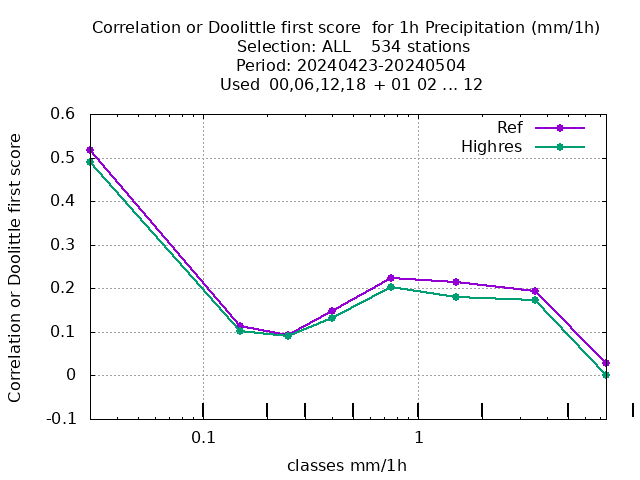 Correlation or Doolittle first score  for 1h Precipitation (mm/1h)
Selection: ALL    534 stations
Period: 20240423-20240504
Used  00,06,12,18  + 01 02 ... 12
Ref
Highres
0.6
0.5
0.4
0.3
0.2
0.1
0
-0.1
Correlation or Doolittle first score
0.1
1
classes mm/1h